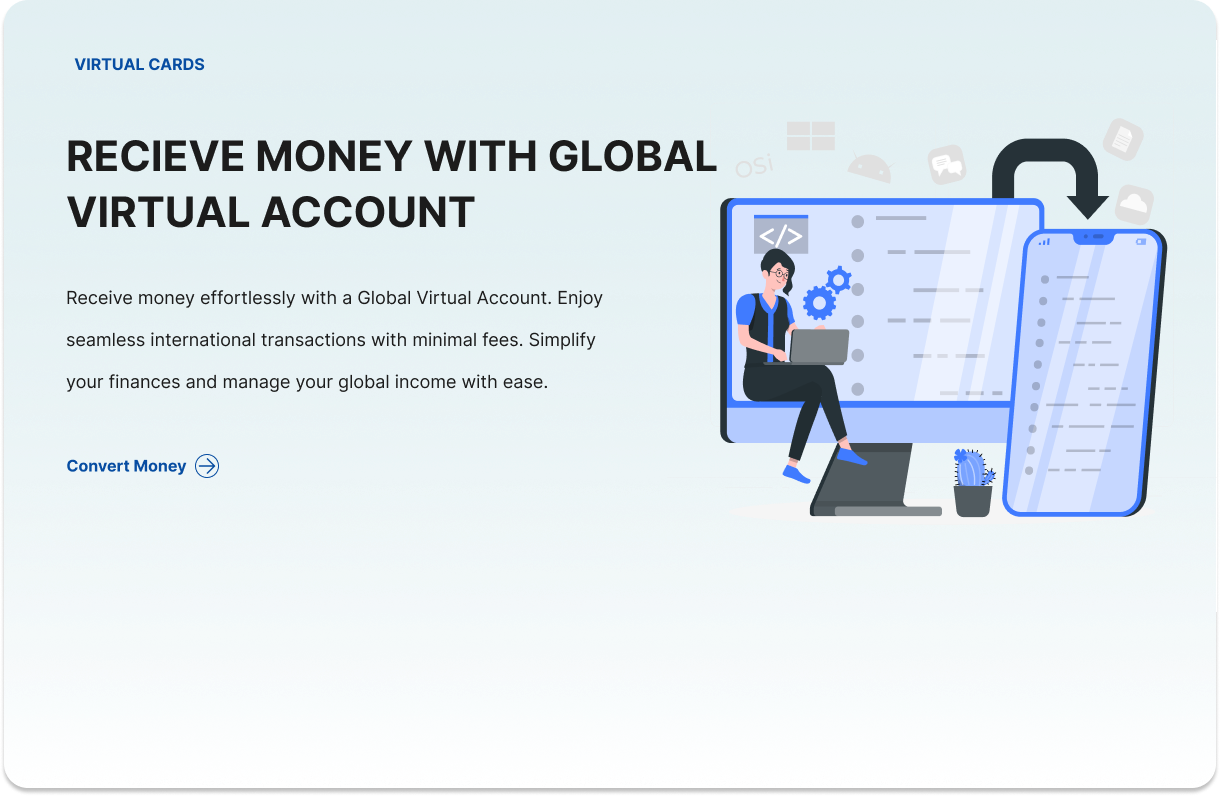 VIRTUAL CARDS
RECIEVE MONEY WITH GLOBAL
VIRTUAL ACCOUNT
Receive money effortlessly with a Global Virtual Account. Enjoy
seamless international transactions with minimal fees. Simplify
your finances and manage your global income with ease.
Convert Money
osi
</>